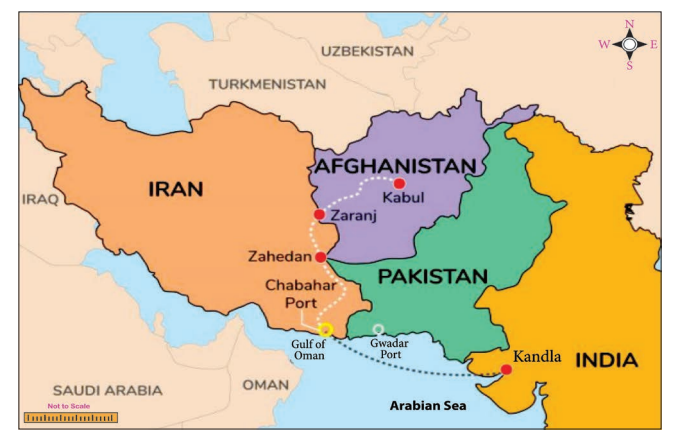 N
W E
S
UZBEKISTAN
TURKMENISTAN
AFGHANISTAN
Kabul
IRAN
IRAQ
Zaranj
Zahedan
PAKISTAN
Chabahar
Port
Gulf of
Oman
Gwadar
Port
Kandla
INDIA
SAUDI ARABIA
OMAN
Arabian Sea
Not to Scale